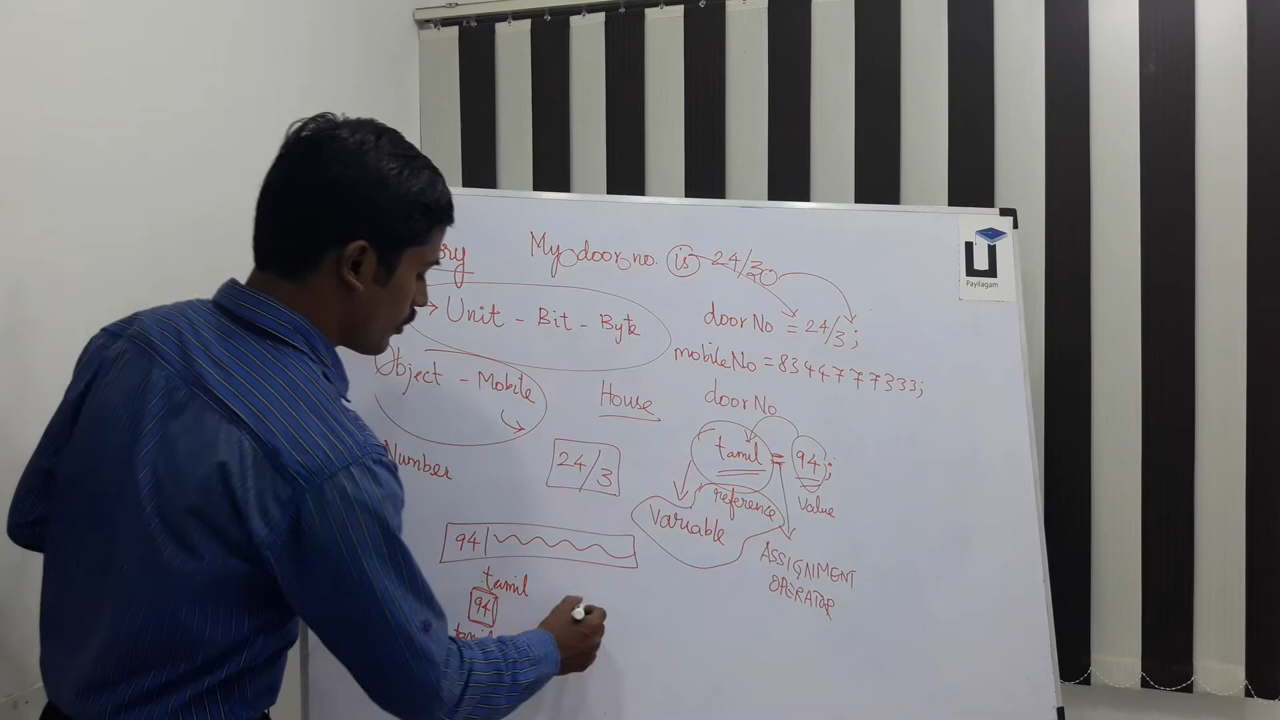 My door no. is 24/3
Unit - Bit - Byte
doorNo = 24/3;
mobileNo = 8344777333;
Object - Mobile
House
doorNo
Number
24/3
tamil = 94;
reference
Value
Variable
94
ASSIGNMENT
OPERATOR
tamil
94
Payilagam